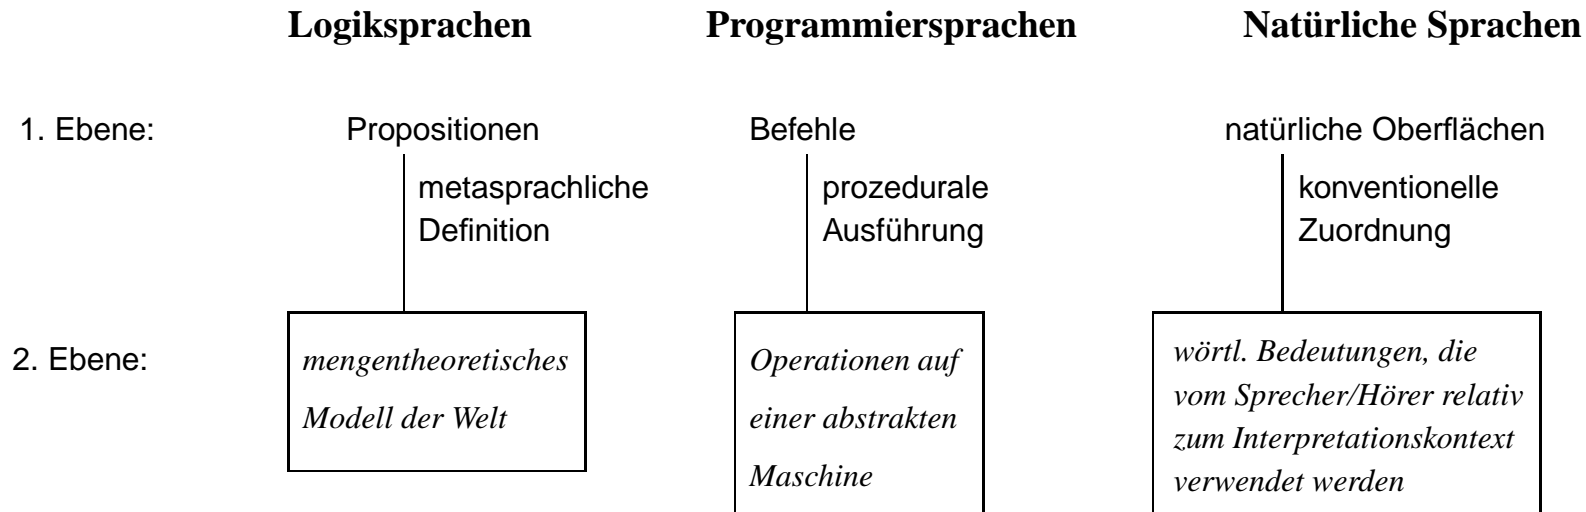 Logiksprachen Programmiersprachen Natürliche Sprachen
1. Ebene: Propositionen Befehle natürliche Oberflächen
metasprachliche prozedurale konventionelle
Definition Ausführung Zuordnung
2. Ebene:
mengentheoretisches
Modell der Welt
Operationen auf
einer abstrakten
Maschine
wörtl. Bedeutungen, die
vom Sprecher/Hörer relativ
zum Interpretationskontext
verwendet werden